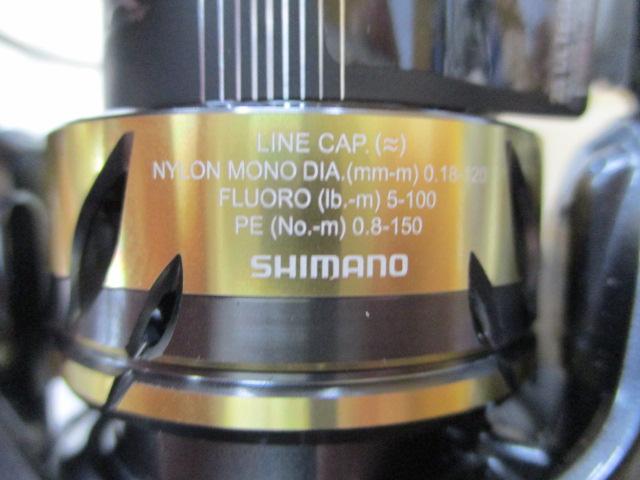 LINE CAP. (≈)
NYLON MONO DIA.(mm-m) 0.18-120
FLUORO (lb.-m) 5-100
PE (No.-m) 0.8-150
SHIMANO